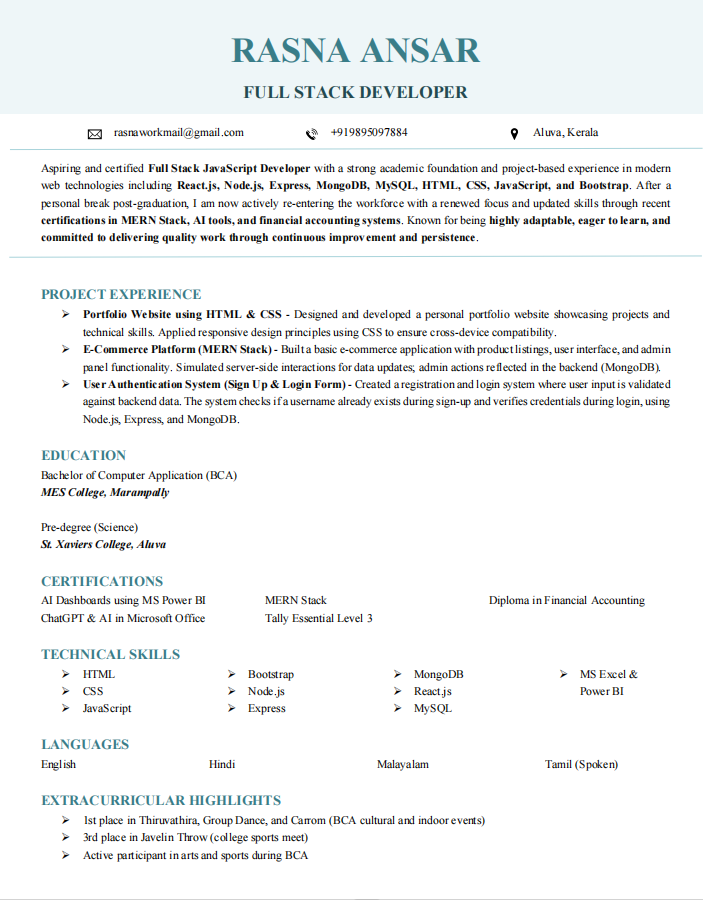 RASNA ANSAR
FULL STACK DEVELOPER
rasnaworkmail@gmail.com +919895097884 Aluva, Kerala
Aspiring and certified Full Stack JavaScript Developer with a strong academic foundation and project-based experience in modern
web technologies including React.js, Node.js, Express, MongoDB, MySQL, HTML, CSS, JavaScript, and Bootstrap. After a
personal break post-graduation, I am now actively re-entering the workforce with a renewed focus and updated skills through recent
certifications in MERN Stack, AI tools, and financial accounting systems. Known for being highly adaptable, eager to learn, and
committed to delivering quality work through continuous improvement and persistence.
PROJECT EXPERIENCE
➢ Portfolio Website using HTML & CSS - Designed and developed a personal portfolio website showcasing projects and
technical skills. Applied responsive design principles using CSS to ensure cross-device compatibility.
➢ E-Commerce Platform (MERN Stack) - Built a basic e-commerce application with product listings, user interface, and admin
panel functionality. Simulated server-side interactions for data updates; admin actions reflected in the backend (MongoDB).
➢ User Authentication System (Sign Up & Login Form) - Created a registration and login system where user input is validated
against backend data. The system checks if a username already exists during sign-up and verifies credentials during login, using
Node.js, Express, and MongoDB.
EDUCATION
Bachelor of Computer Application (BCA)
MES College, Marampally
Pre-degree (Science)
St. Xaviers College, Aluva
CERTIFICATIONS
AI Dashboards using MS Power BI MERN Stack Diploma in Financial Accounting
ChatGPT & AI in Microsoft Office Tally Essential Level 3
TECHNICAL SKILLS
➢ HTML ➢ Bootstrap ➢ MongoDB ➢ MS Excel &
➢ CSS ➢ Node.js ➢ React.js Power BI
➢ JavaScript ➢ Express ➢ MySQL
LANGUAGES
English Hindi Malayalam Tamil (Spoken)
EXTRACURRICULAR HIGHLIGHTS
➢ 1st place in Thiruvathira, Group Dance, and Carrom (BCA cultural and indoor events)
➢ 3rd place in Javelin Throw (college sports meet)
➢ Active participant in arts and sports during BCA